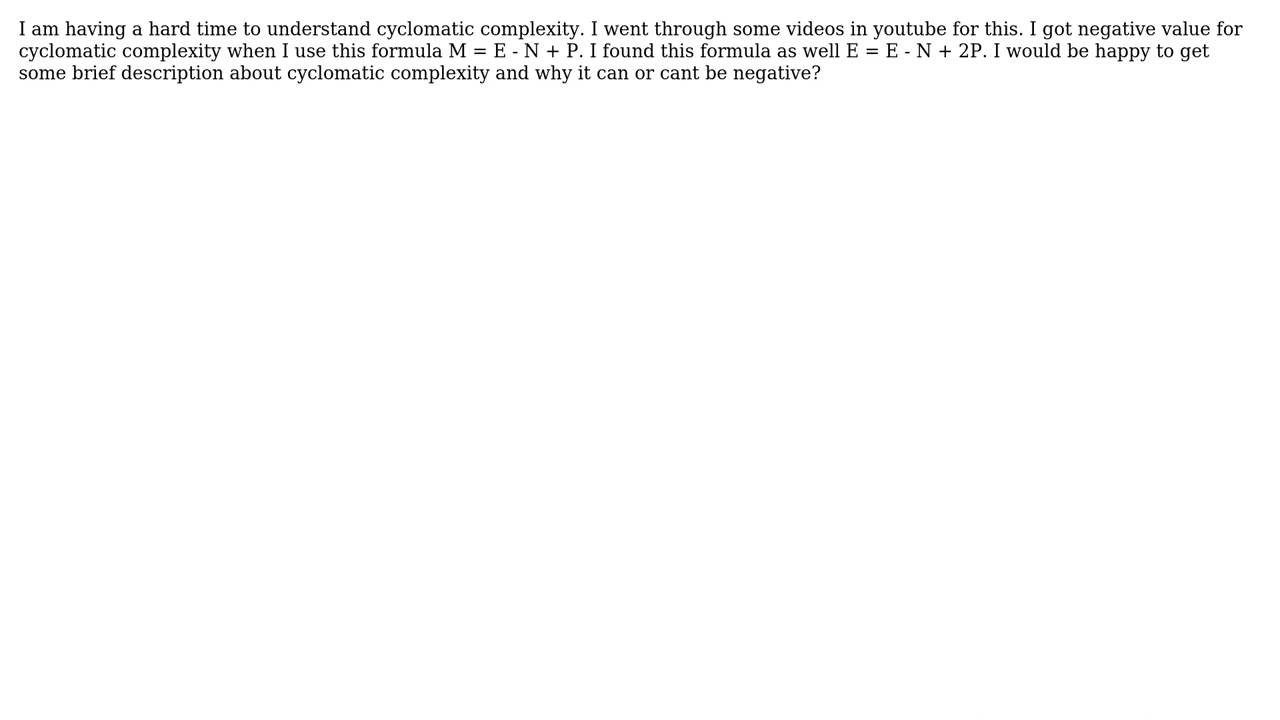 I am having a hard time to understand cyclomatic complexity. I went through some videos in youtube for this. I got negative value for
cyclomatic complexity when I use this formula M = E - N + P. I found this formula as well E = E - N + 2P. I would be happy to get
some brief description about cyclomatic complexity and why it can or cant be negative?